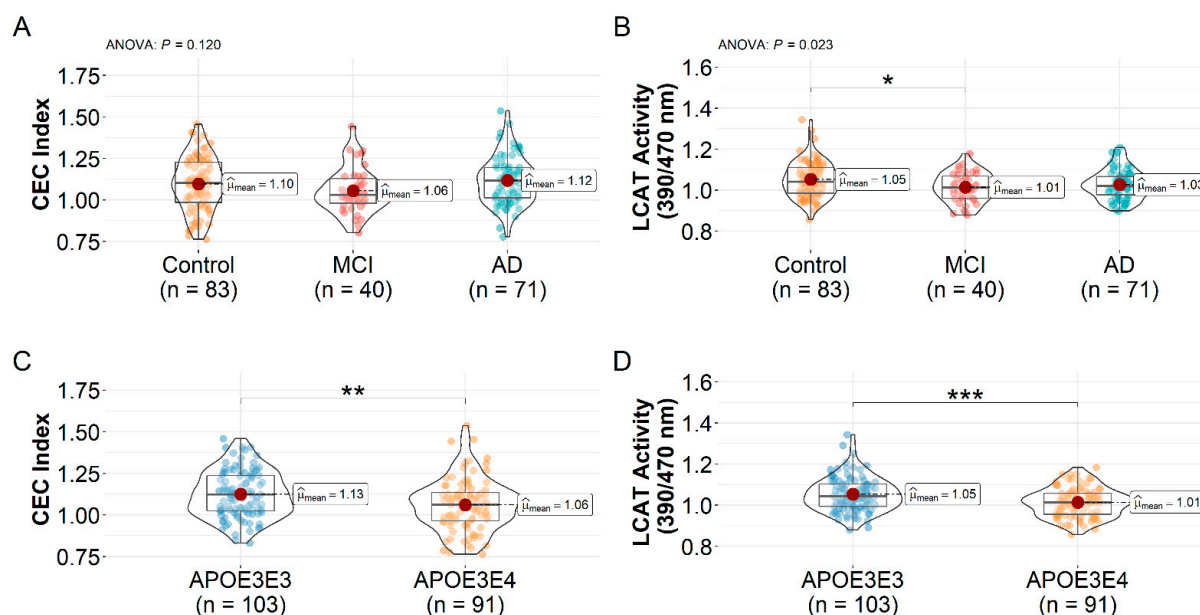 A
ANOVA: P = 0.120
CEC Index
1.75
1.50
1.25
1.00
0.75
μ̂mean = 1.10
μ̂mean = 1.06
μ̂mean = 1.12
Control
(n = 83)
MCI
(n = 40)
AD
(n = 71)
B
ANOVA: P = 0.023
LCAT Activity
(390/470 nm)
1.6
1.4
1.2
1.0
0.8
*
μ̂mean = 1.05
μ̂mean = 1.01
μ̂mean = 1.03
Control
(n = 83)
MCI
(n = 40)
AD
(n = 71)
C
CEC Index
1.75
1.50
1.25
1.00
0.75
**
μ̂mean = 1.13
μ̂mean = 1.06
APOE3E3
(n = 103)
APOE3E4
(n = 91)
D
LCAT Activity
(390/470 nm)
1.6
1.4
1.2
1.0
0.8
***
μ̂mean = 1.05
μ̂mean = 1.01
APOE3E3
(n = 103)
APOE3E4
(n = 91)